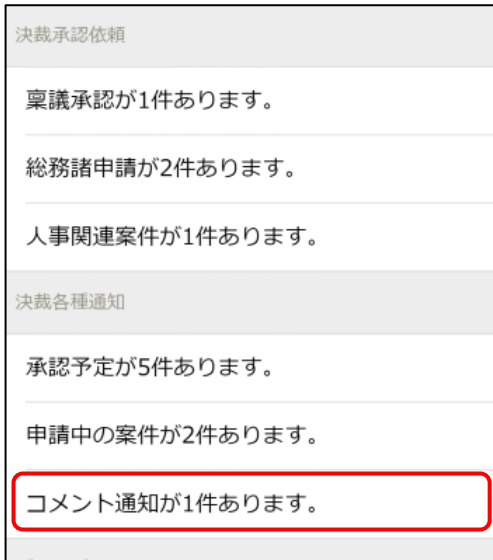 決裁承認依頼
稟議承認が1件あります。
総務諸申請が2件あります。
人事関連案件が1件あります。
決裁各種通知
承認予定が5件あります。
申請中の案件が2件あります。
コメント通知が1件あります。